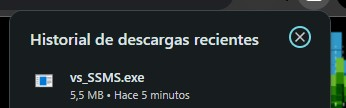 Historial de descargas recientes
vs_SSMS.exe
5,5 MB • Hace 5 minutos